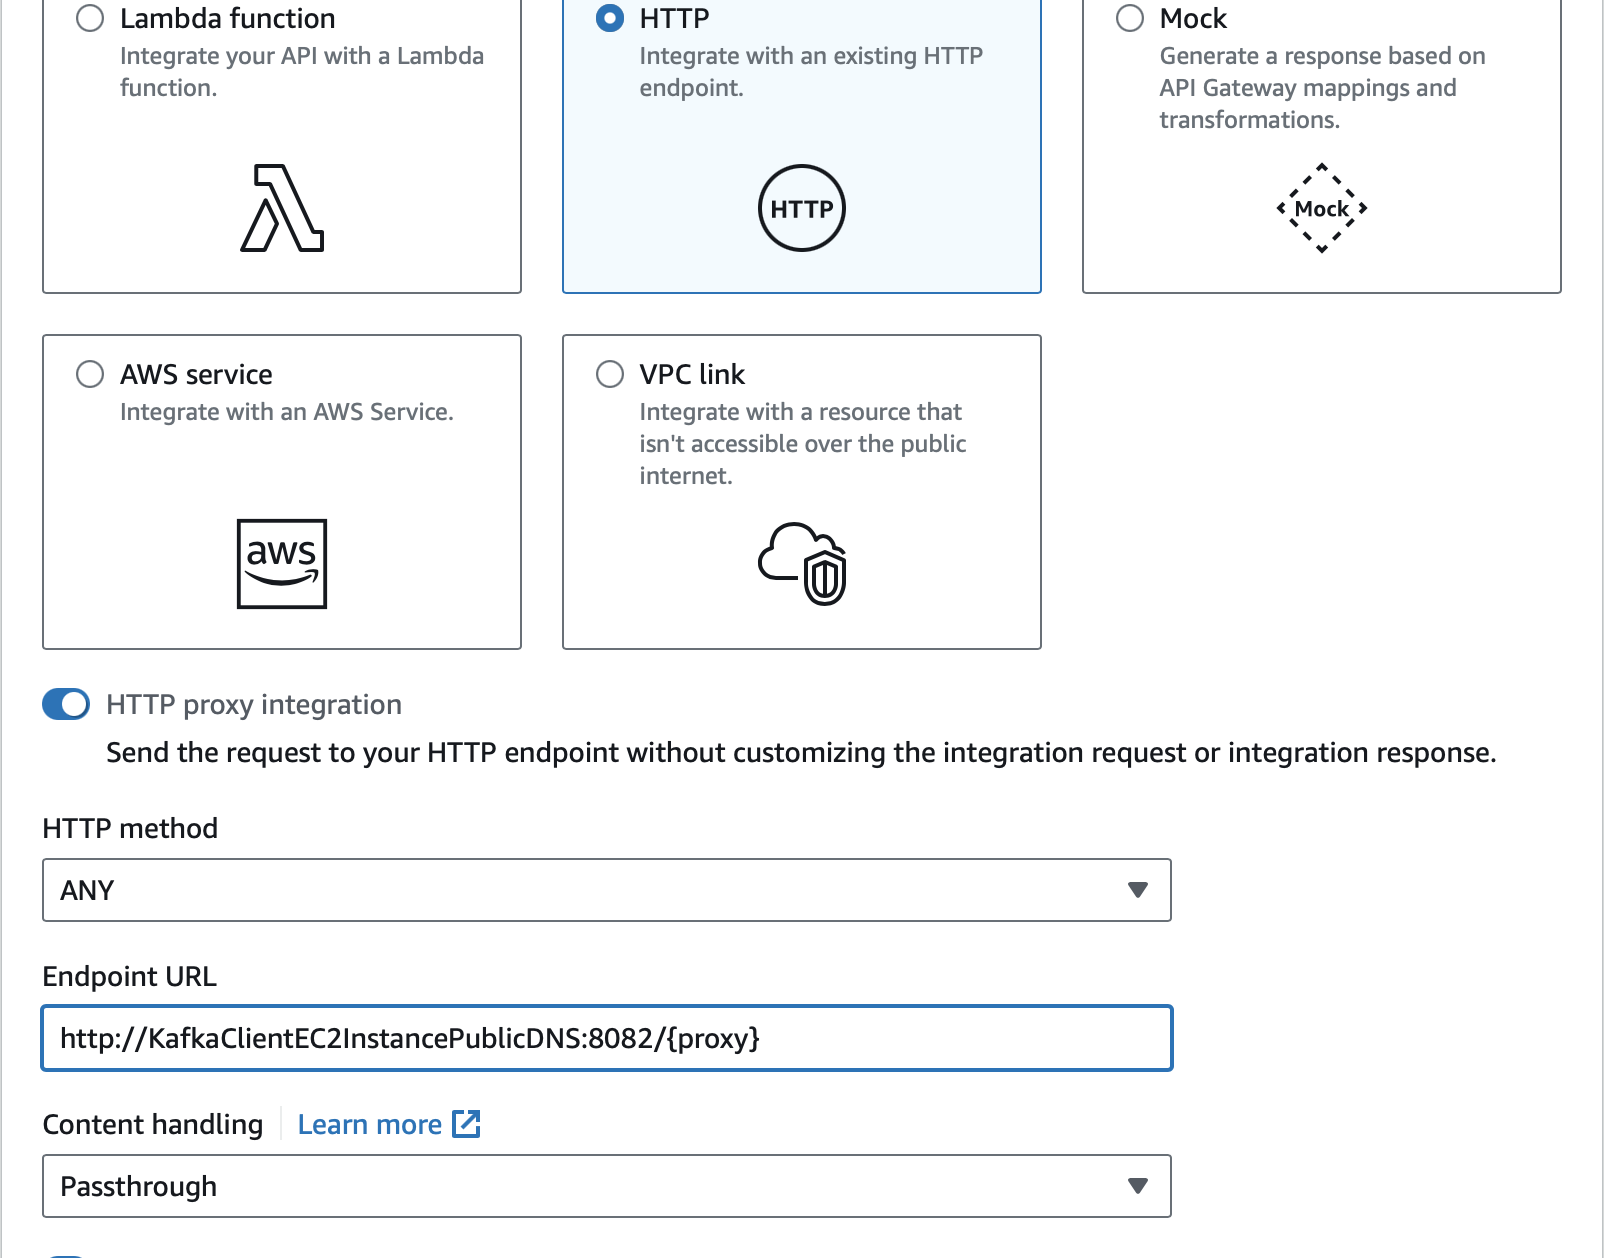 Lambda function
Integrate your API with a Lambda
function.
HTTP
Integrate with an existing HTTP
endpoint.
HTTP
Mock
Generate a response based on
API Gateway mappings and
transformations.
Mock
AWS service
Integrate with an AWS Service.
aws
VPC link
Integrate with a resource that
isn't accessible over the public
internet.
HTTP proxy integration
Send the request to your HTTP endpoint without customizing the integration request or integration response.
HTTP method
ANY
Endpoint URL
http://KafkaClientEC2InstancePublicDNS:8082/{proxy}
Content handling
Learn more
Passthrough